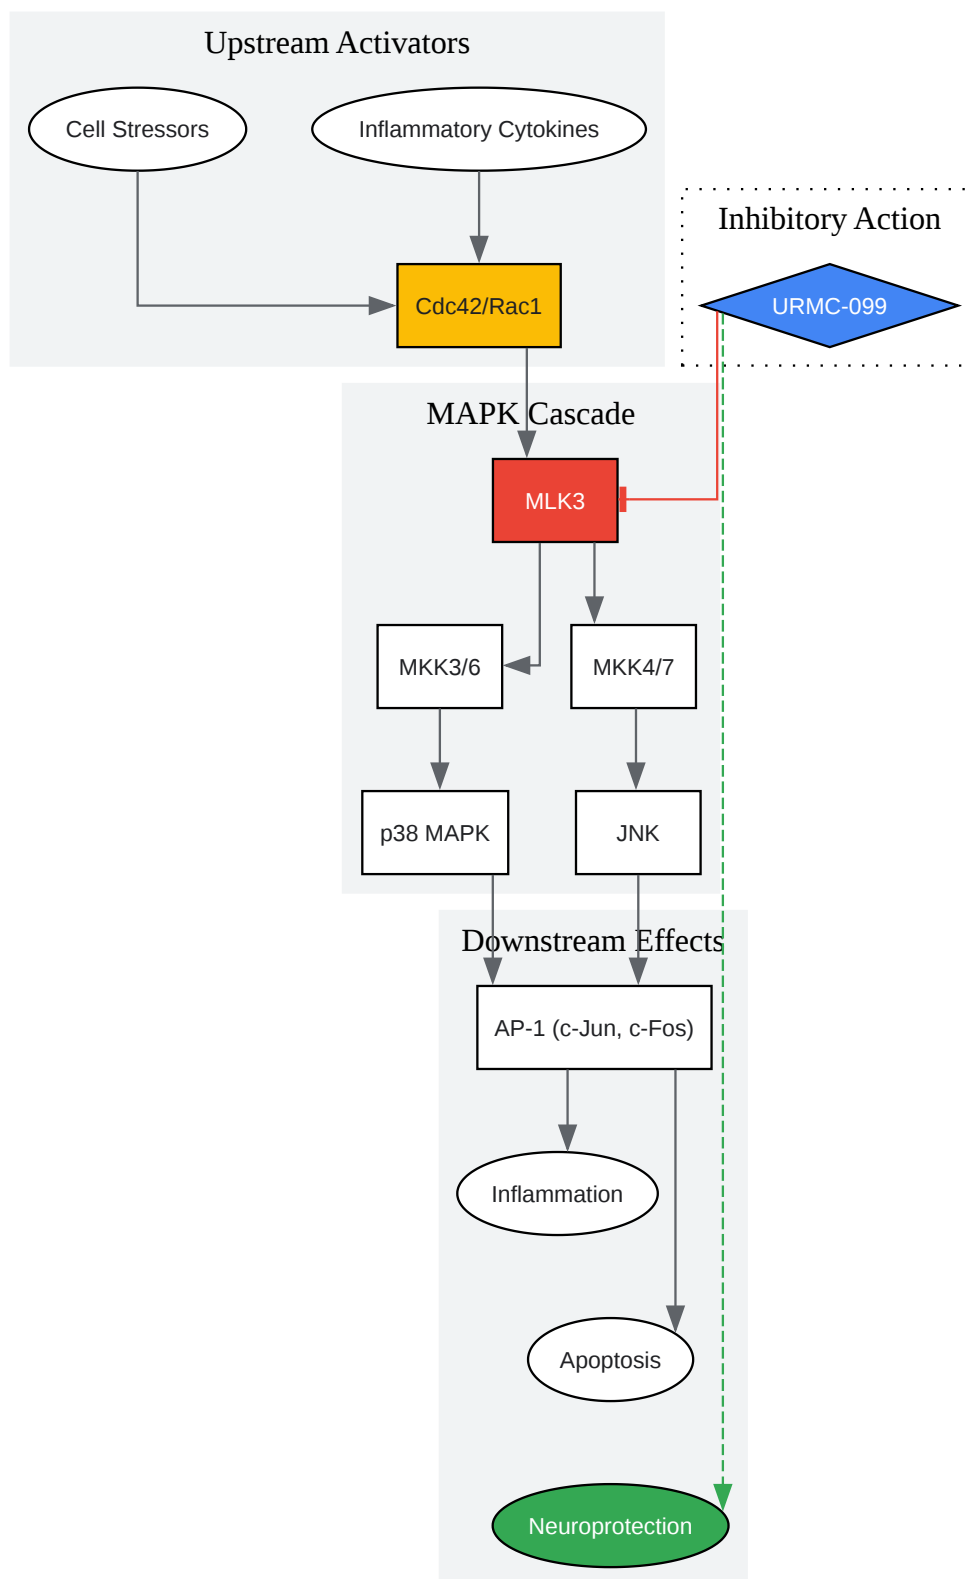 Upstream Activators
Cell Stressors
Inflammatory Cytokines
Inhibitory Action
Cdc42/Rac1
URMC-099
MAPK Cascade
MLK3
MKK3/6
MKK4/7
p38 MAPK
JNK
Downstream Effects
AP-1 (c-Jun, c-Fos)
Inflammation
Apoptosis
Neuroprotection